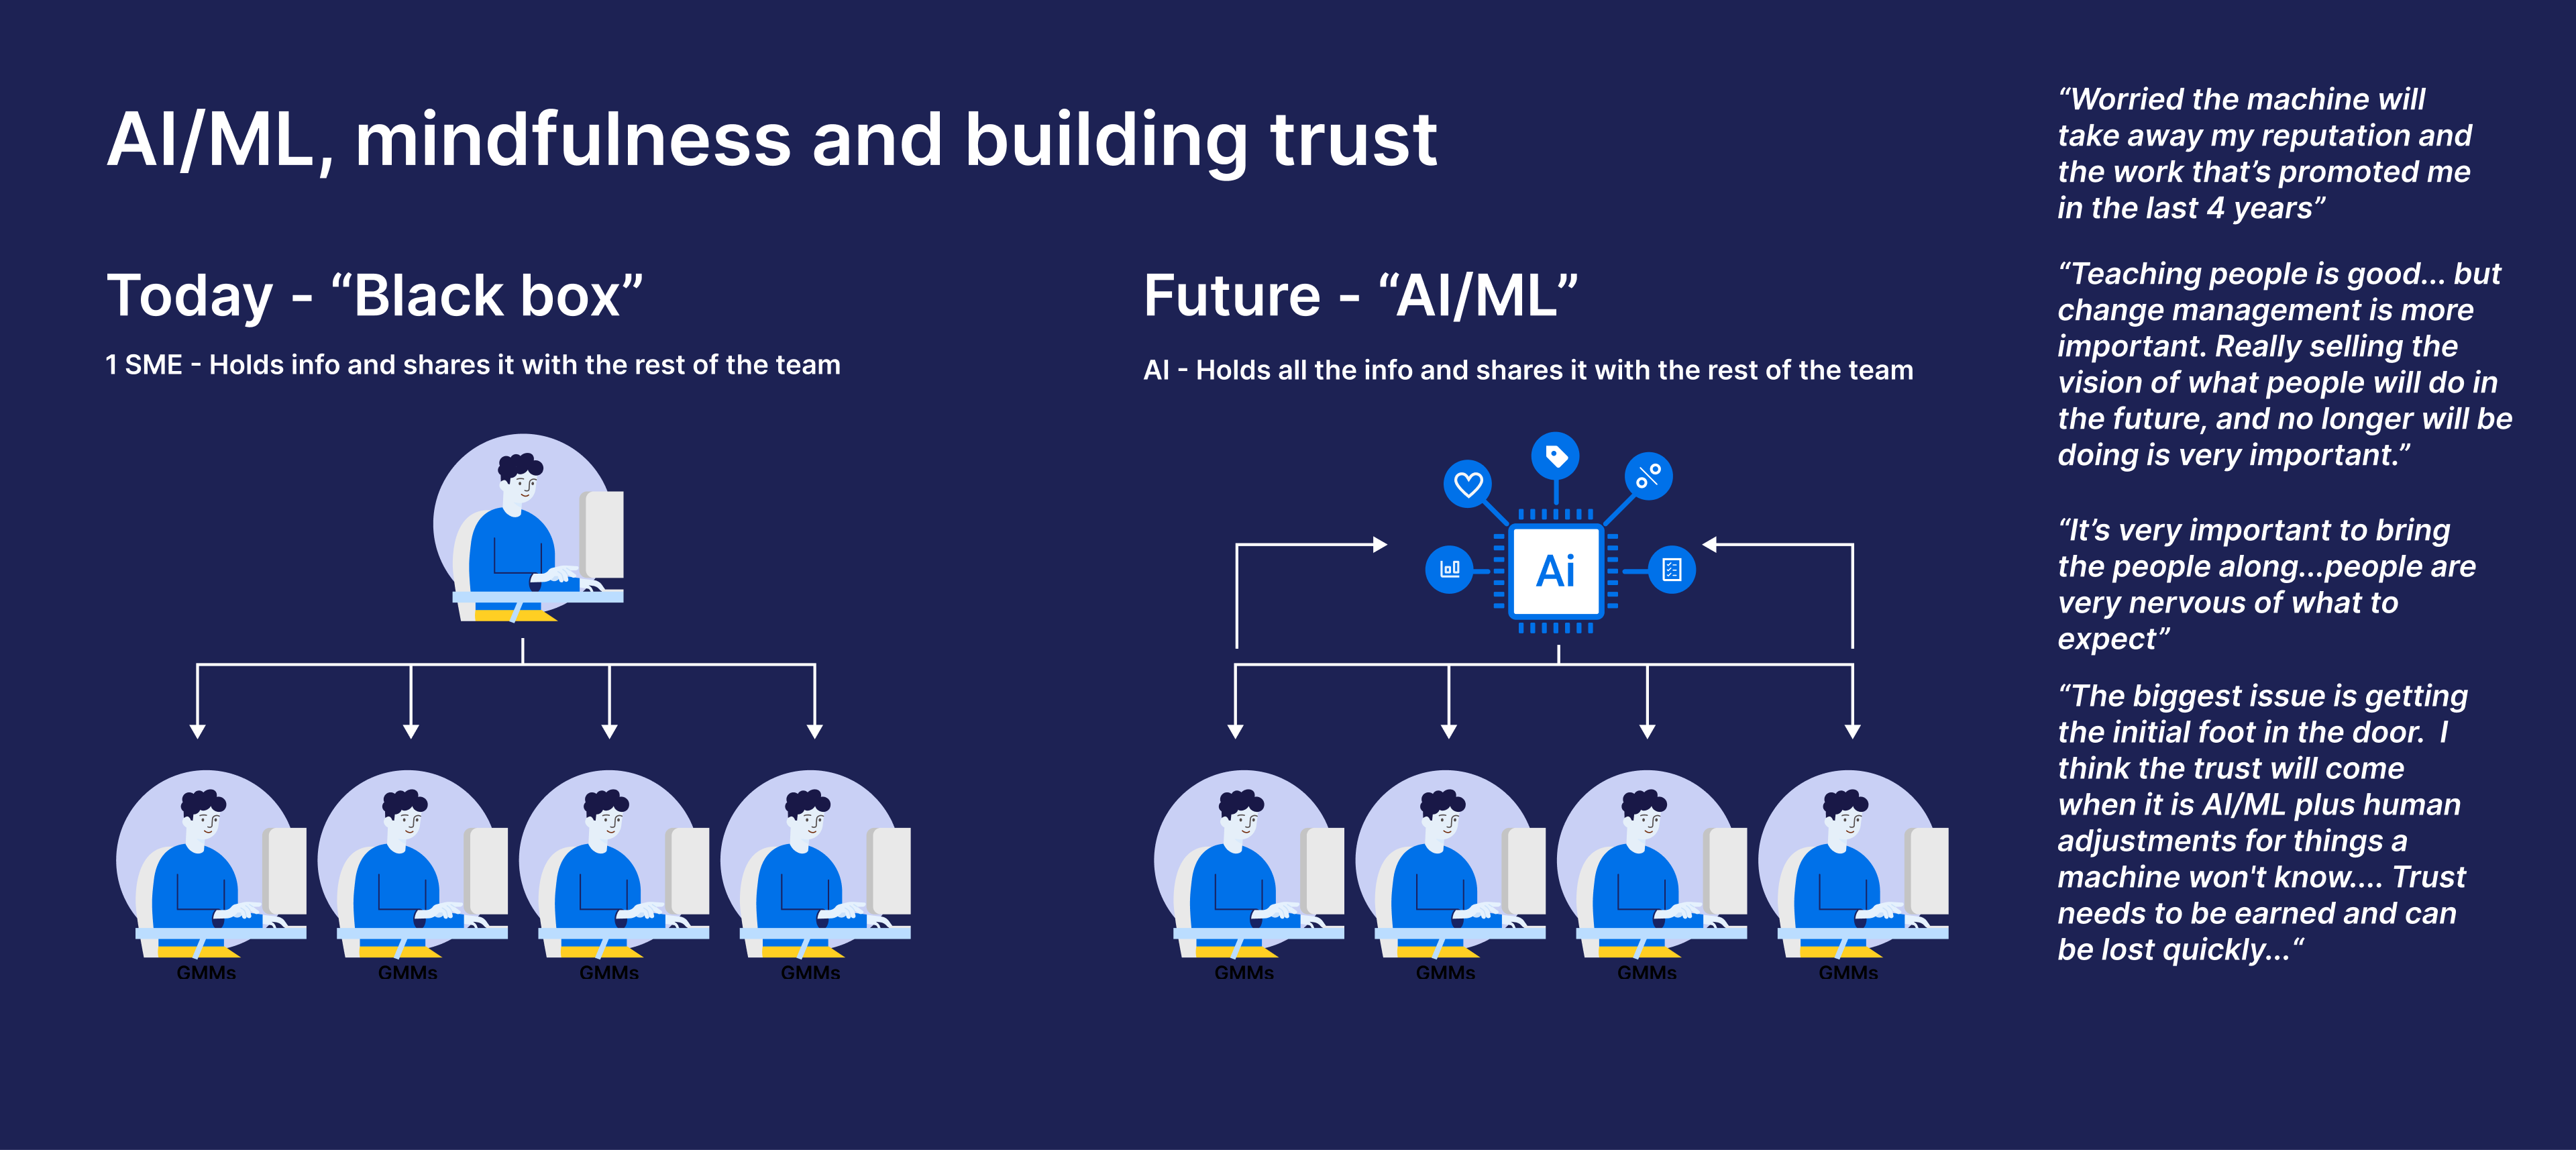 AI/ML, mindfulness and building trust
Today - “Black box”
1 SME - Holds info and shares it with the rest of the team
GMMs
GMMs
GMMs
GMMs
Future - “AI/ML”
AI - Holds all the info and shares it with the rest of the team
Ai
GMMs
GMMs
GMMs
GMMs
“Worried the machine will
take away my reputation and
the work that’s promoted me
in the last 4 years”
“Teaching people is good... but
change management is more
important. Really selling the
vision of what people will do in
the future, and no longer will be
doing is very important.”
“It’s very important to bring
the people along...people are
very nervous of what to
expect”
“The biggest issue is getting
the initial foot in the door.  I
think the trust will come
when it is AI/ML plus human
adjustments for things a
machine won't know.... Trust
needs to be earned and can
be lost quickly...“